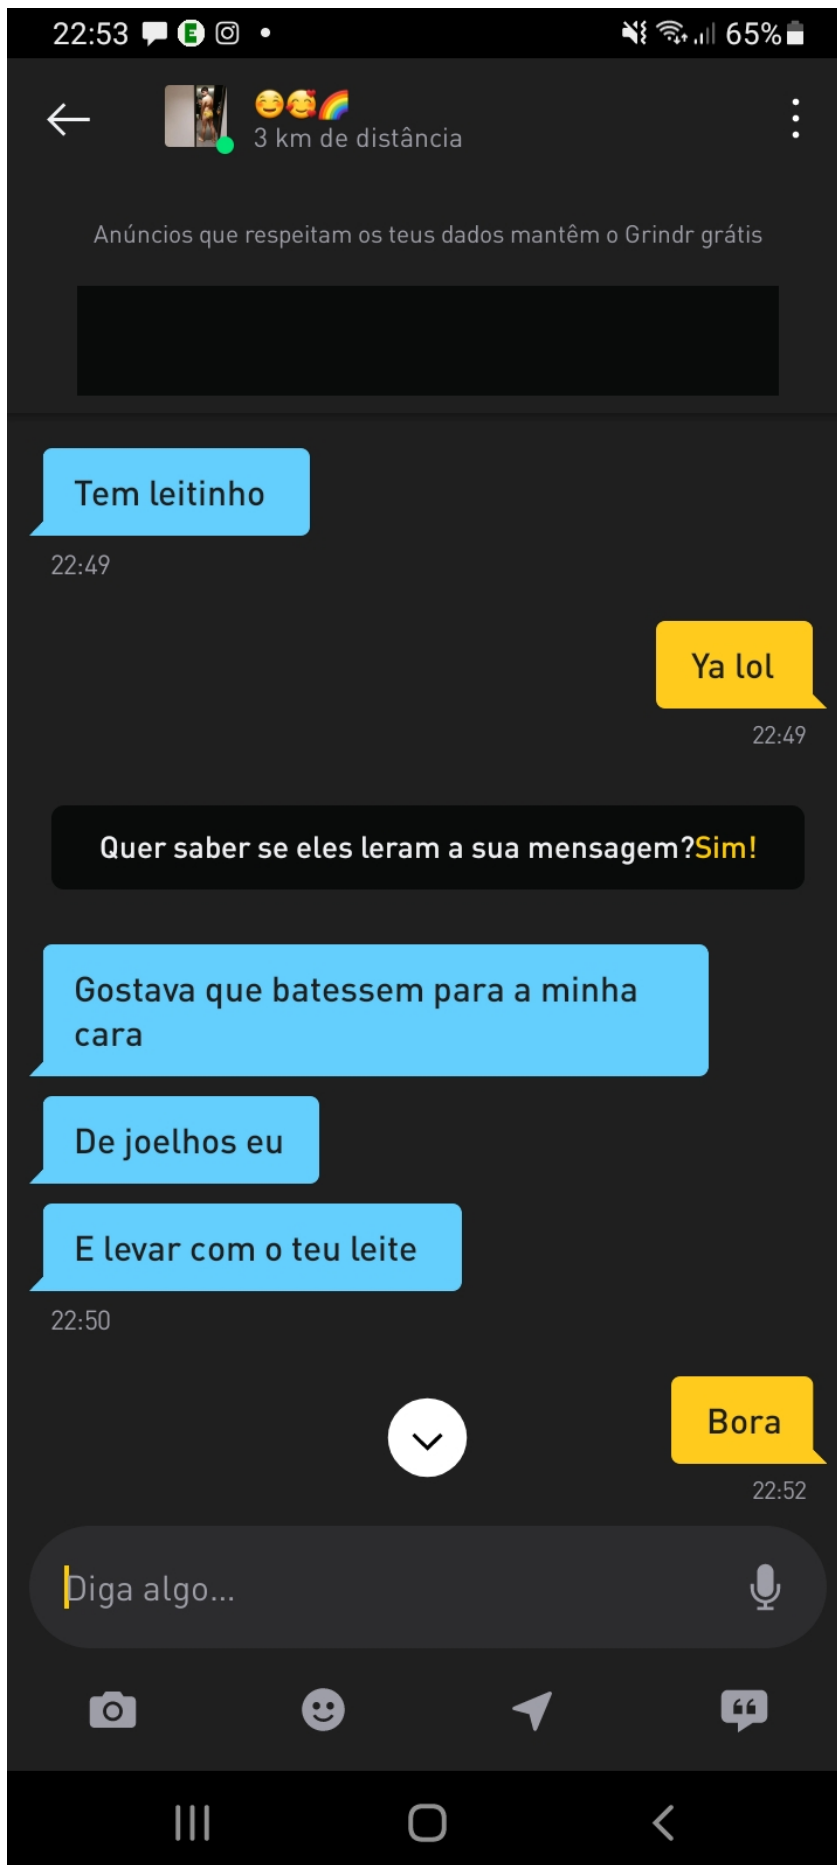 22:53
65%
☺️🥰🌈
3 km de distância
Anúncios que respeitam os teus dados mantêm o Grindr grátis
Tem leitinho
22:49
Ya lol
22:49
Quer saber se eles leram a sua mensagem?Sim!
Gostava que batessem para a minha
cara
De joelhos eu
E levar com o teu leite
22:50
Bora
22:52
Diga algo...